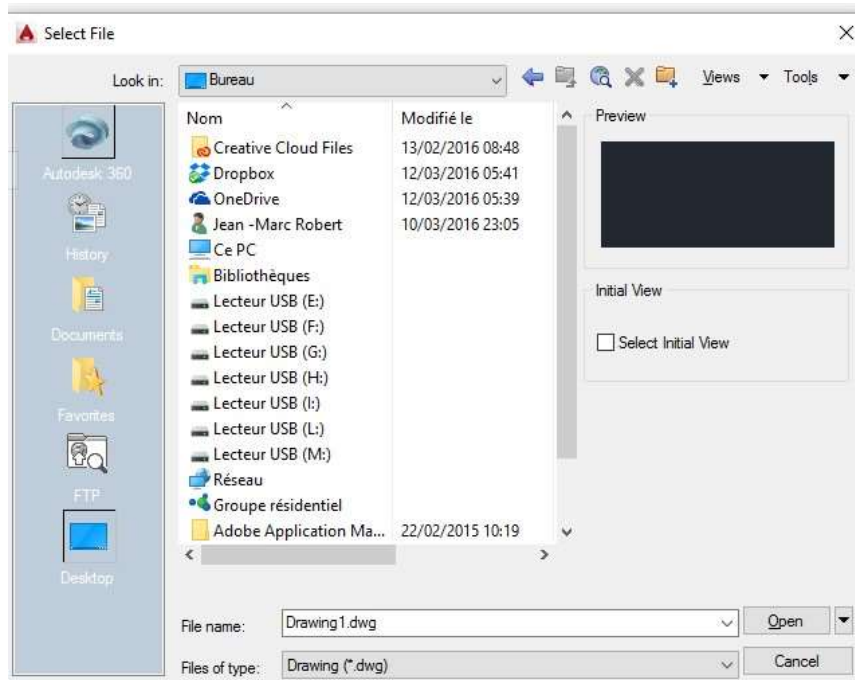 Select File
Look in: Bureau Views Tools
Autodesk 360
History
Documents
Favorites
FTP
Desktop
Nom Modifié le
Creative Cloud Files 13/02/2016 08:48
Dropbox 12/03/2016 05:41
OneDrive 12/03/2016 05:39
Jean -Marc Robert 10/03/2016 23:05
Ce PC
Bibliothèques
Lecteur USB (E:)
Lecteur USB (F:)
Lecteur USB (G:)
Lecteur USB (H:)
Lecteur USB (I:)
Lecteur USB (L:)
Lecteur USB (M:)
Réseau
Groupe résidentiel
Adobe Application Ma... 22/02/2015 10:19
Preview
Initial View
Select Initial View
File name: Drawing1.dwg Open
Files of type: Drawing (*.dwg) Cancel